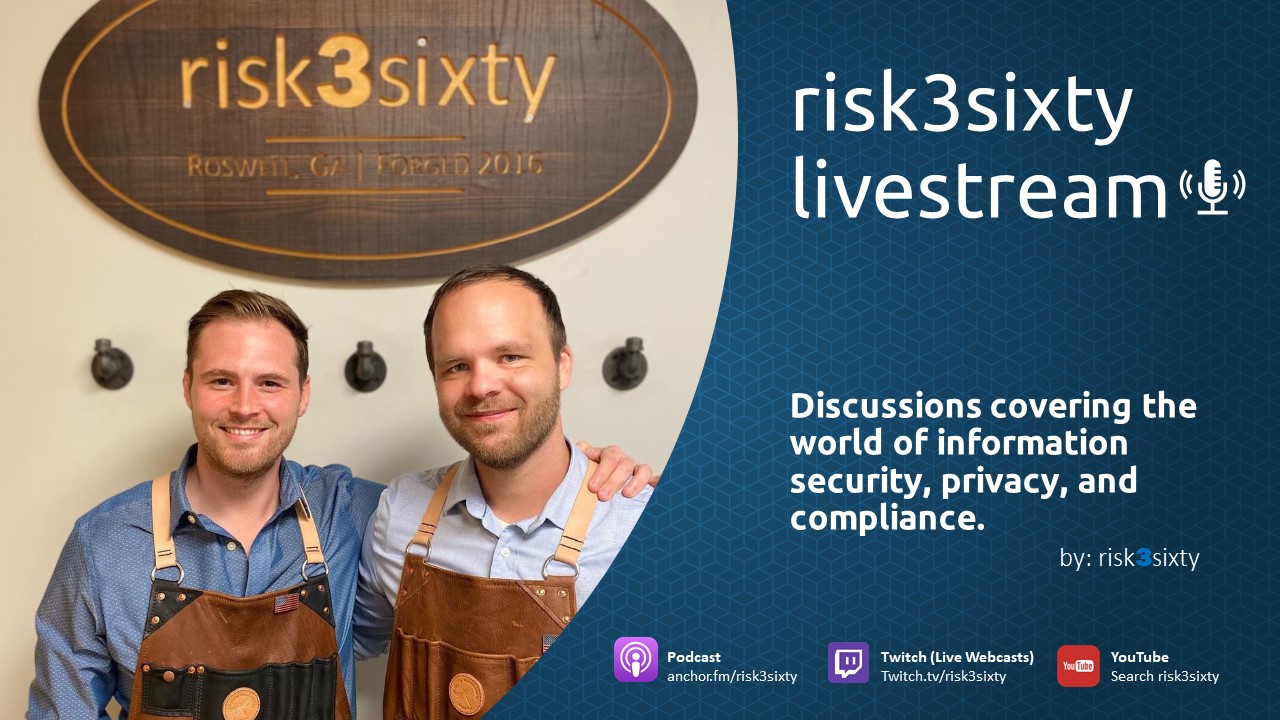 risk3sixty
Roswell, GA | Forged 2016
risk3sixty
livestream
Discussions covering the
world of information
security, privacy, and
compliance.
by: risk3sixty
Podcast
anchor.fm/risk3sixty
Twitch (Live Webcasts)
Twitch.tv/risk3sixty
YouTube
YouTube
Search risk3sixty